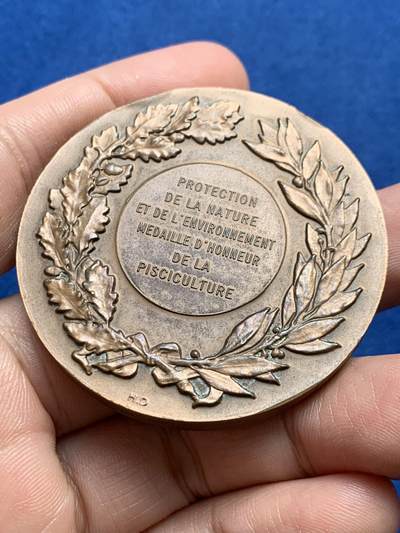 PROTECTION
DE LA NATURE
ET DE L'ENVIRONNEMENT
MEDAILLE D'HONNEUR
DE LA
PISCICULTURE
H.D